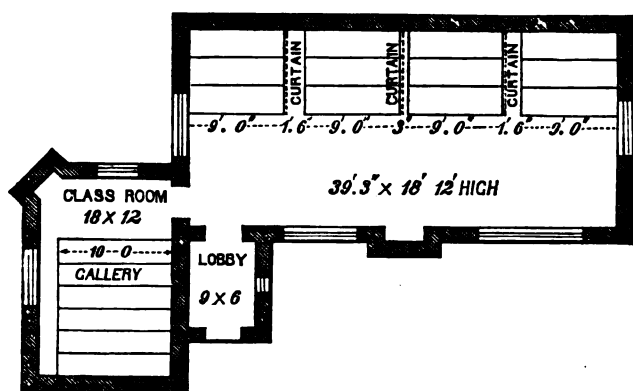 CURTAIN
CURTAIN
CURTAIN
9'. 0" 1'. 6" 9'. 0" 3" 9'. 0" 1'. 6" 9'. 0"
39'. 3" × 18' 12' HIGH
CLASS ROOM
18 × 12
10 - 0
GALLERY
LOBBY
9 × 6